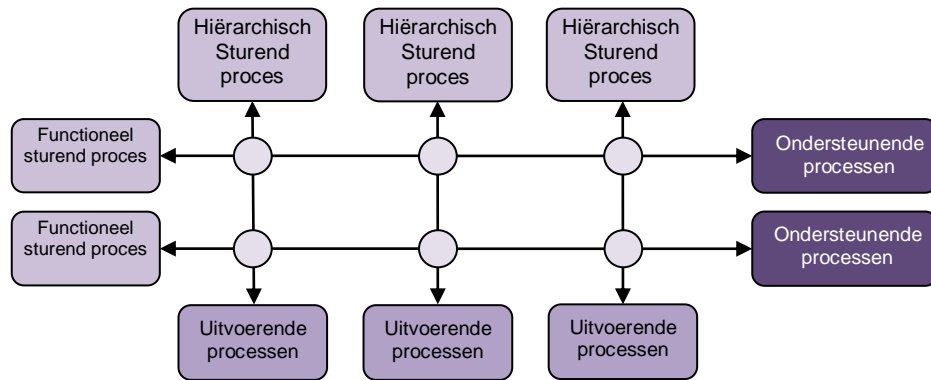 Hiërarchisch
Sturend
proces
Hiërarchisch
Sturend
proces
Hiërarchisch
Sturend
proces
Functioneel
sturend proces
Ondersteunende
processen
Functioneel
sturend proces
Ondersteunende
processen
Uitvoerende
processen
Uitvoerende
processen
Uitvoerende
processen